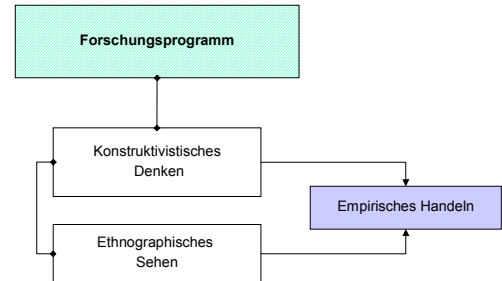 Forschungsprogramm
Konstruktivistisches
Denken
Empirisches Handeln
Ethnographisches
Sehen